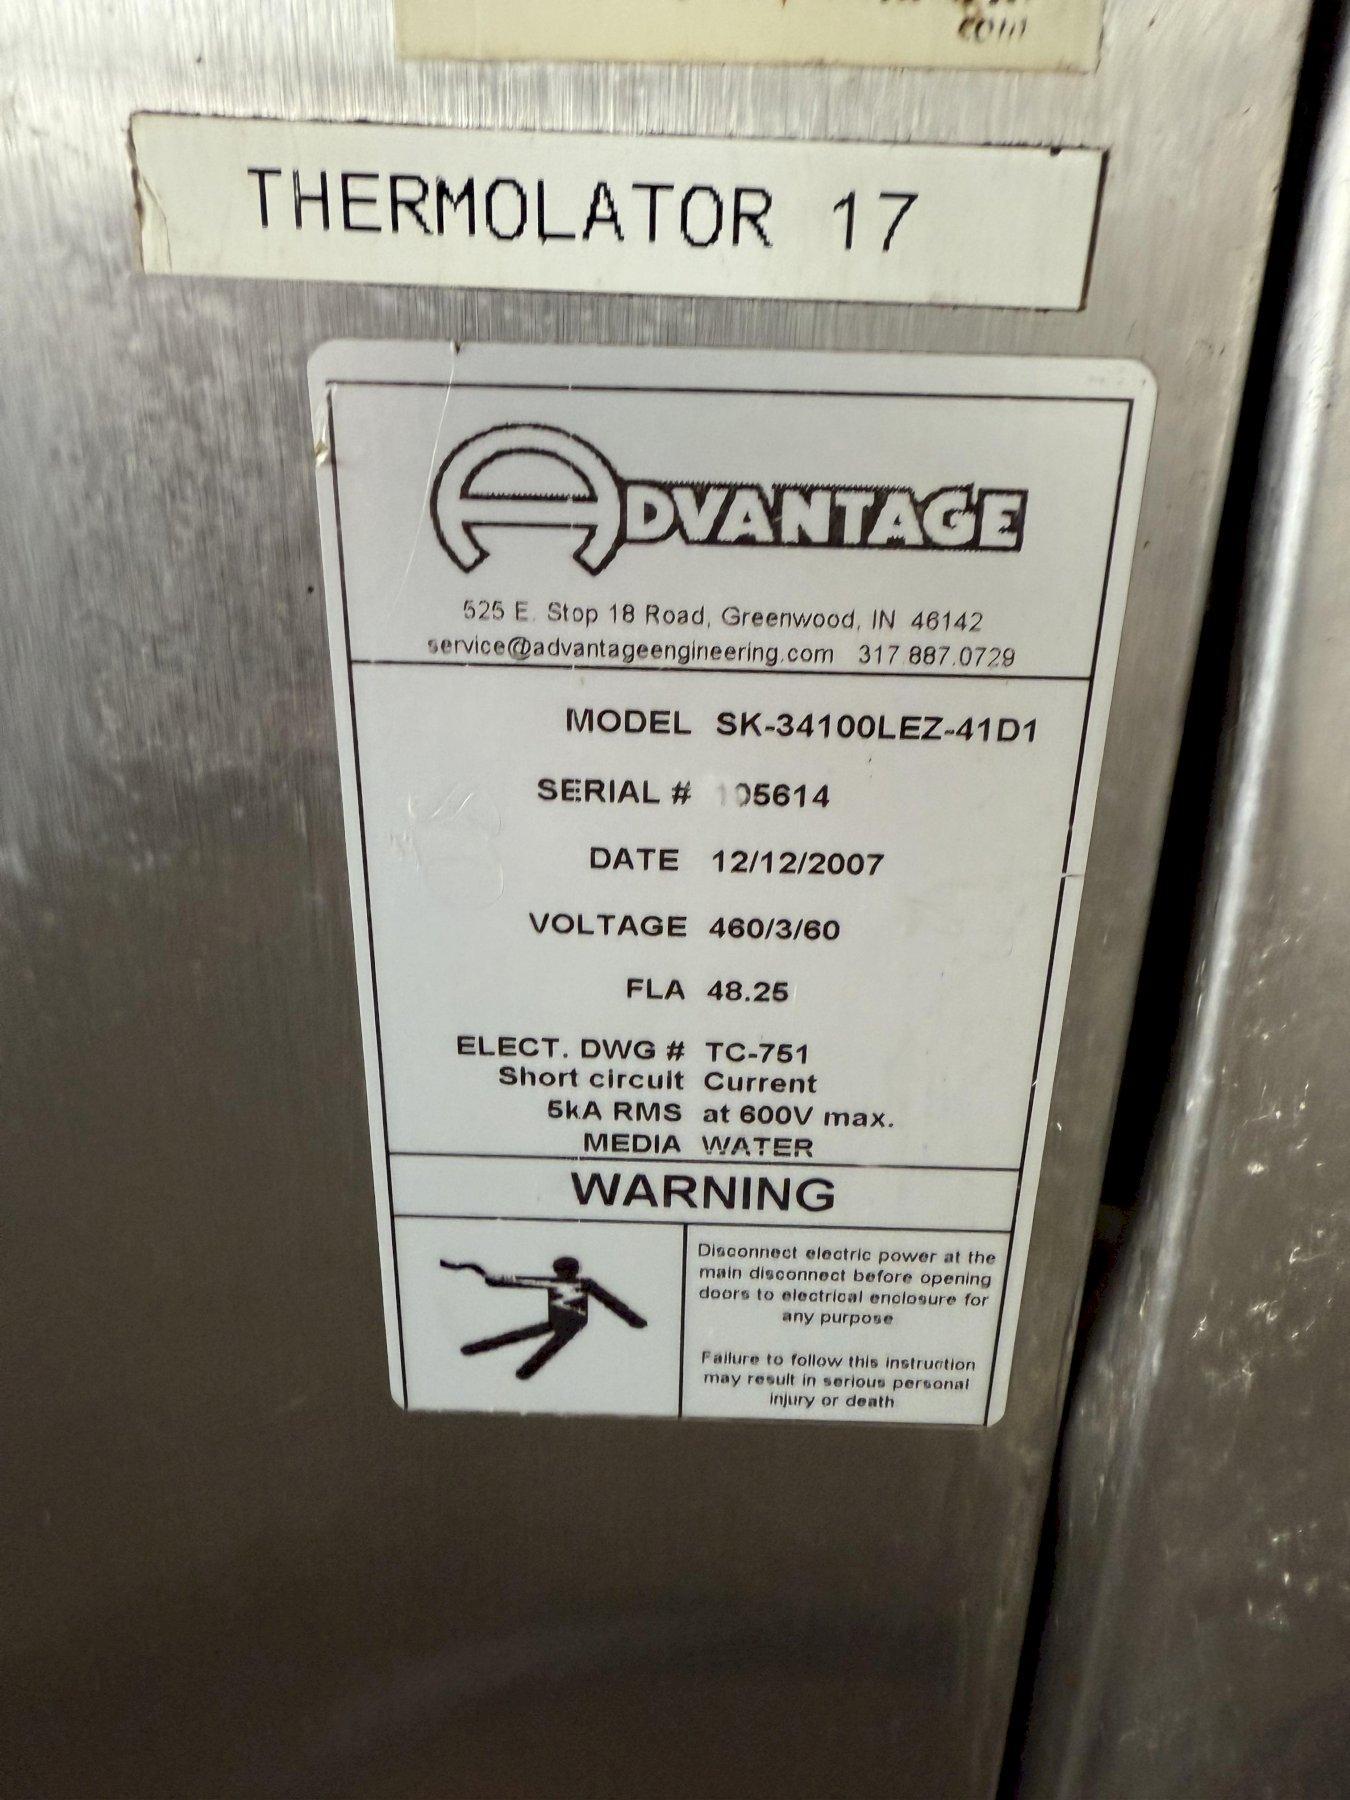 com
THERMOLATOR 17
ADVANTAGE
525 E. Stop 18 Road, Greenwood, IN 46142
service@advantageengineering.com 317.887.0729
MODEL SK-34100LEZ-41D1
SERIAL # 105614
DATE 12/12/2007
VOLTAGE 460/3/60
FLA 48.25
ELECT. DWG # TC-751
Short circuit Current
5kA RMS at 600V max.
MEDIA WATER
WARNING
Disconnect electric power at the
main disconnect before opening
doors to electrical enclosure for
any purpose
Failure to follow this instruction
may result in serious personal
injury or death